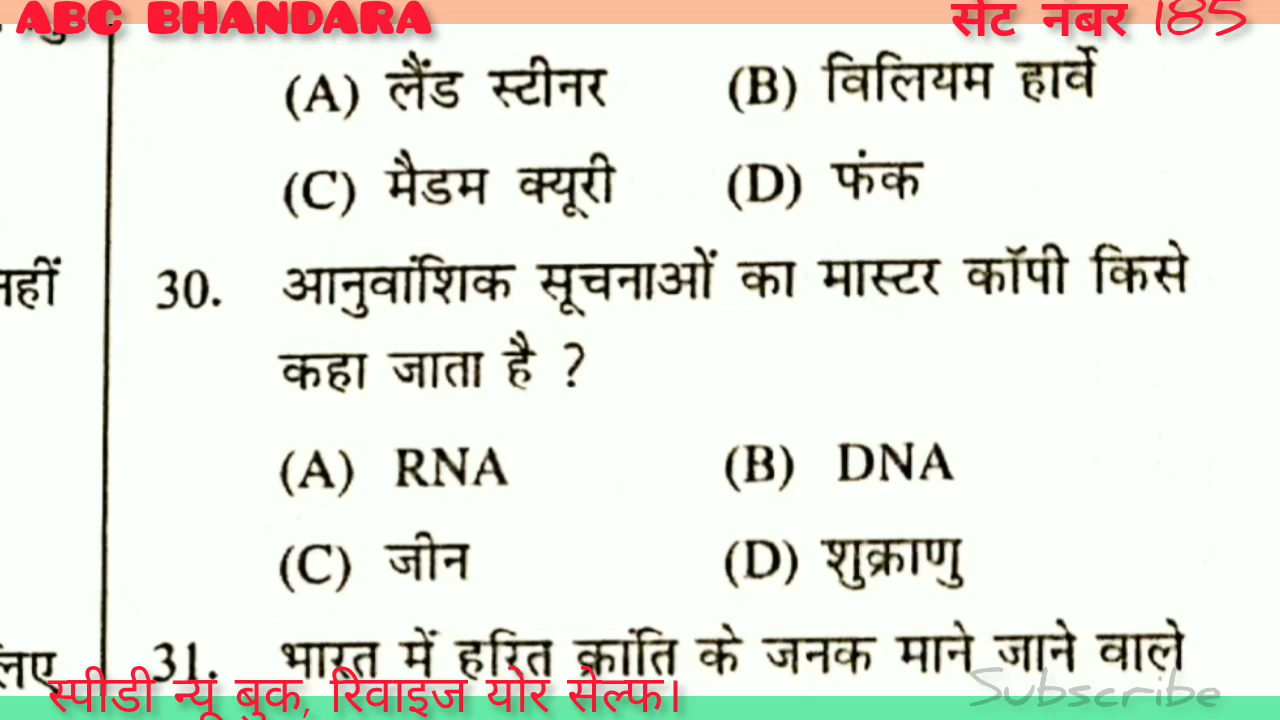 ABC BHANDARA
सेट नंबर 185
(A) लैंड स्टीनर (B) विलियम हार्वे
(C) मैडम क्यूरी (D) फंक
नहीं
30. आनुवांशिक सूचनाओं का मास्टर कॉपी किसे
कहा जाता है ?
(A) RNA (B) DNA
(C) जीन (D) शुक्राणु
लिए
31. भारत में हरित क्रांति के जनक माने जाने वाले
स्पीडी न्यू बुक, रिवाइज योर सेल्फ।
Subscribe